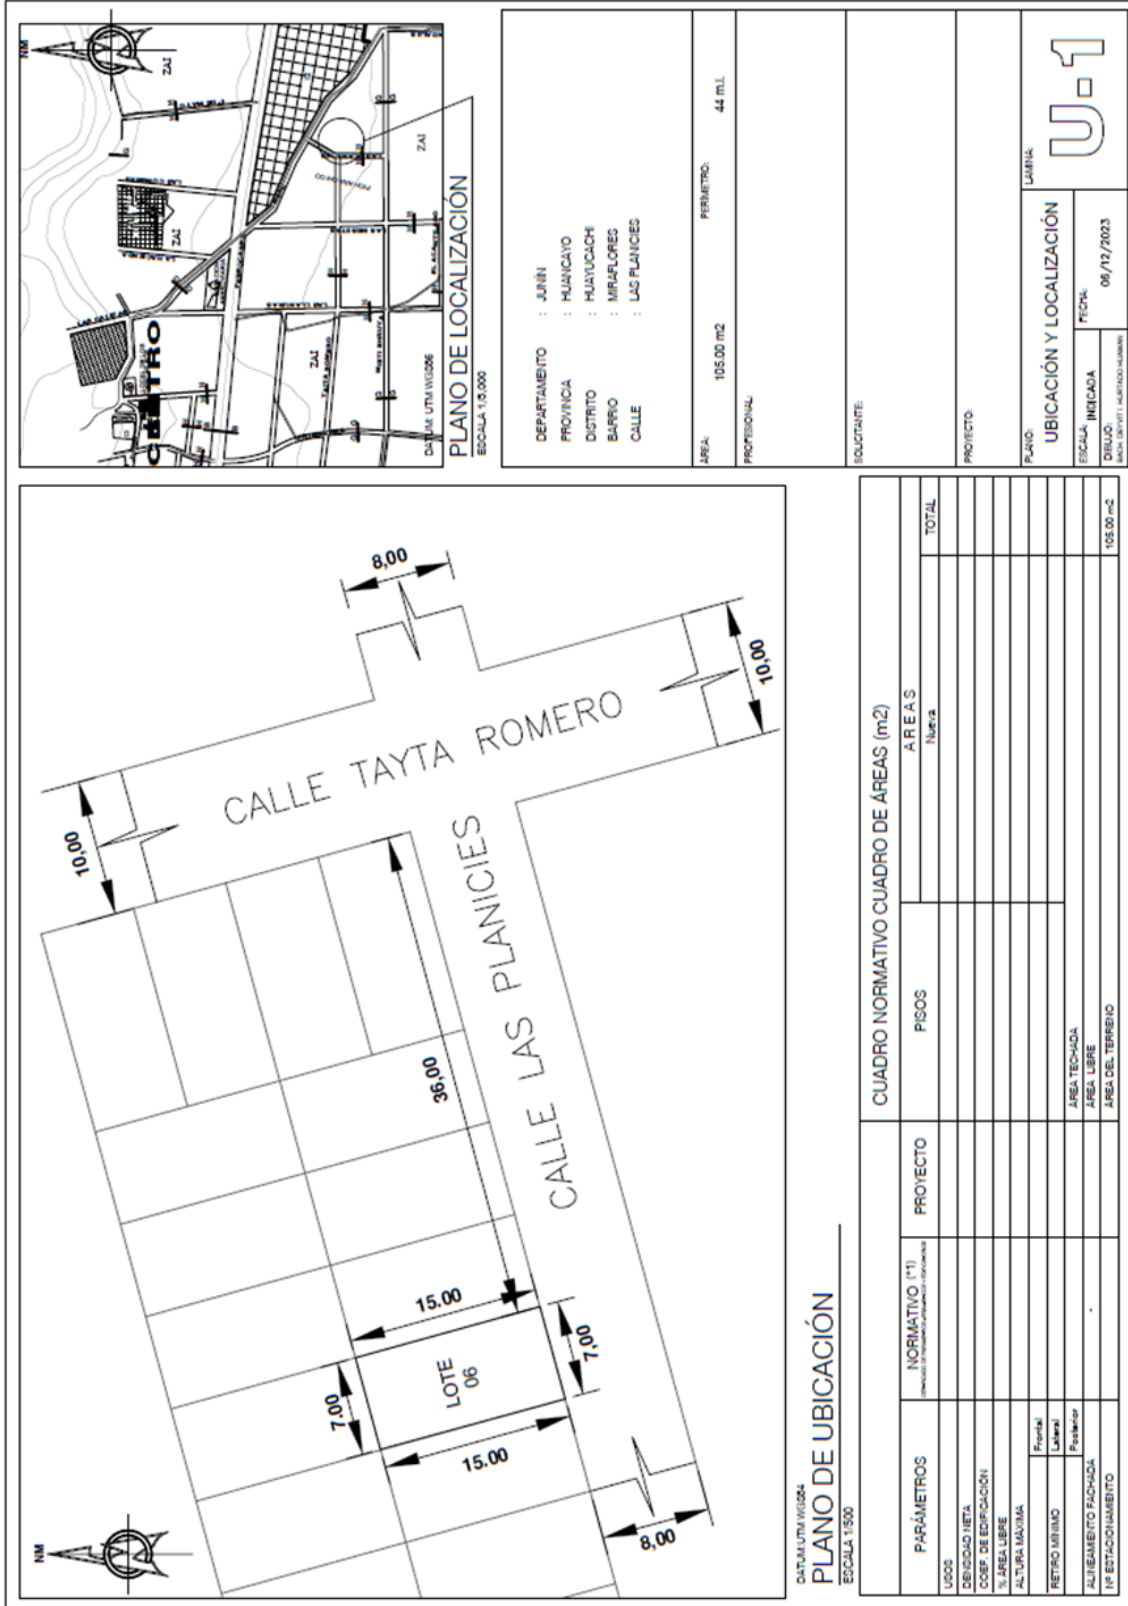 NM
10,00
8,00
CALLE TAYTA ROMERO
10,00
36,00
CALLE LAS PLANICIES
15.00
7.00
LOTE
06
7,00
15.00
8,00
DATUM: UTM WGS84
PLANO DE UBICACIÓN
ESCALA 1/500
NM
ZAI
ZAI
ZAI
ZAI
CENTRO
DATUM: UTM WGS86
PLANO DE LOCALIZACIÓN
ESCALA 1/5,000
DEPARTAMENTO : JUNÍN
PROVINCIA : HUANCAYO
DISTRITO : HUAYUCACHI
BARRIO : MIRAFLORES
CALLE : LAS PLANICIES
ÁREA: 105.00 m2 PERÍMETRO: 44 m.l.
PROFESIONAL:
SOLICITANTE:
PROYECTO:
PLANO:
UBICACIÓN Y LOCALIZACIÓN
LAMINA:
U-1
ESCALA: INDICADA
FECHA: 06/12/2023
DIBUJO:
CUADRO NORMATIVO CUADRO DE ÁREAS (m2)
PARÁMETROS
NORMATIVO (*1)
PROYECTO
PISOS
A R E A S
Nueva
TOTAL
USOS
DENSIDAD NETA
COEF. DE EDIFICACIÓN
% ÁREA LIBRE
ALTURA MÁXIMA
RETIRO MÍNIMO
Frontal
Lateral
Posterior
ALINEAMIENTO FACHADA -
Nº ESTACIONAMIENTO
ÁREA TECHADA
ÁREA LIBRE
ÁREA DEL TERRENO 105.00 m2